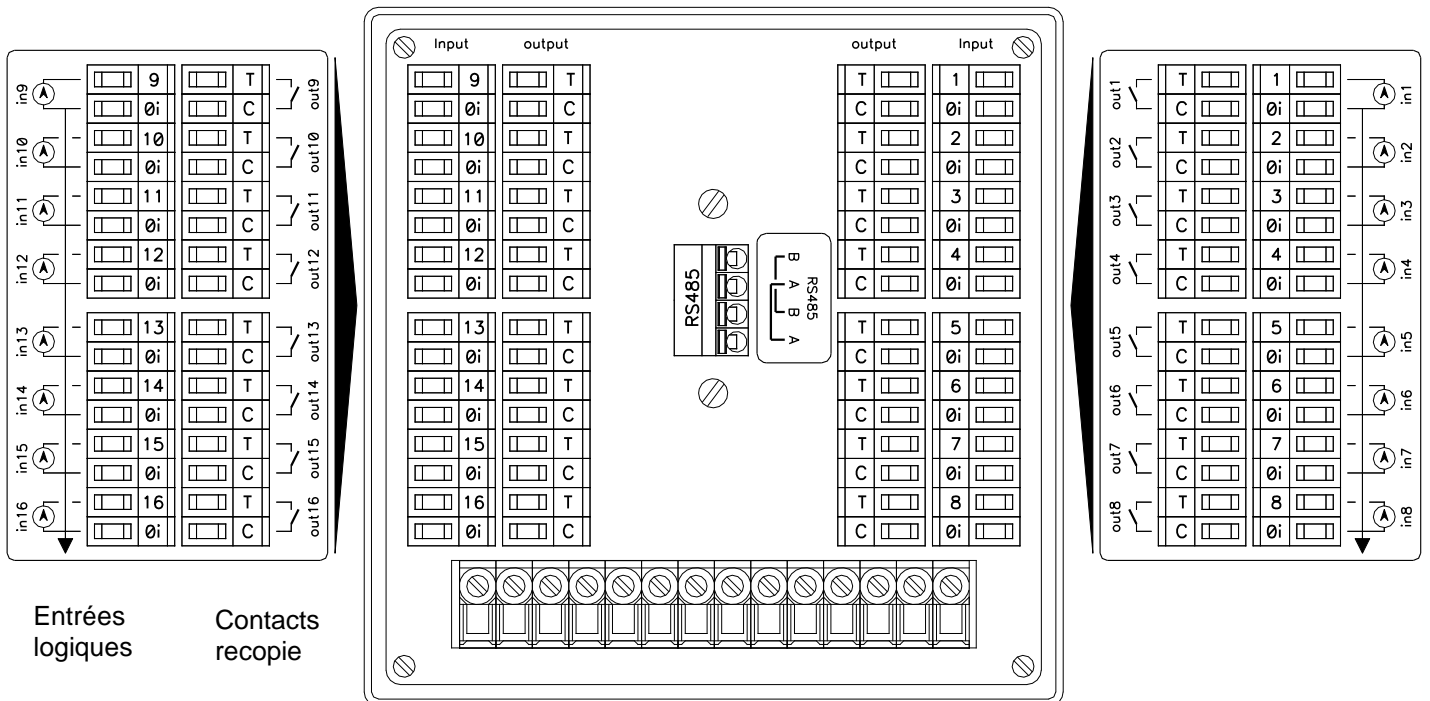 Input output output Input
in9 9 T out9
0i C
in10 10 T out10
0i C
in11 11 T out11
0i C
in12 12 T out12
0i C
in13 13 T out13
0i C
in14 14 T out14
0i C
in15 15 T out15
0i C
in16 16 T out16
0i C
9 T
0i C
10 T
0i C
11 T
0i C
12 T
0i C
13 T
0i C
14 T
0i C
15 T
0i C
16 T
0i C
RS485
B
A
B
A
RS485
T 1
C 0i
T 2
C 0i
T 3
C 0i
T 4
C 0i
T 5
C 0i
T 6
C 0i
T 7
C 0i
T 8
C 0i
out1 T 1 in1
C 0i
out2 T 2 in2
C 0i
out3 T 3 in3
C 0i
out4 T 4 in4
C 0i
out5 T 5 in5
C 0i
out6 T 6 in6
C 0i
out7 T 7 in7
C 0i
out8 T 8 in8
C 0i
Entrées
logiques
Contacts
recopie